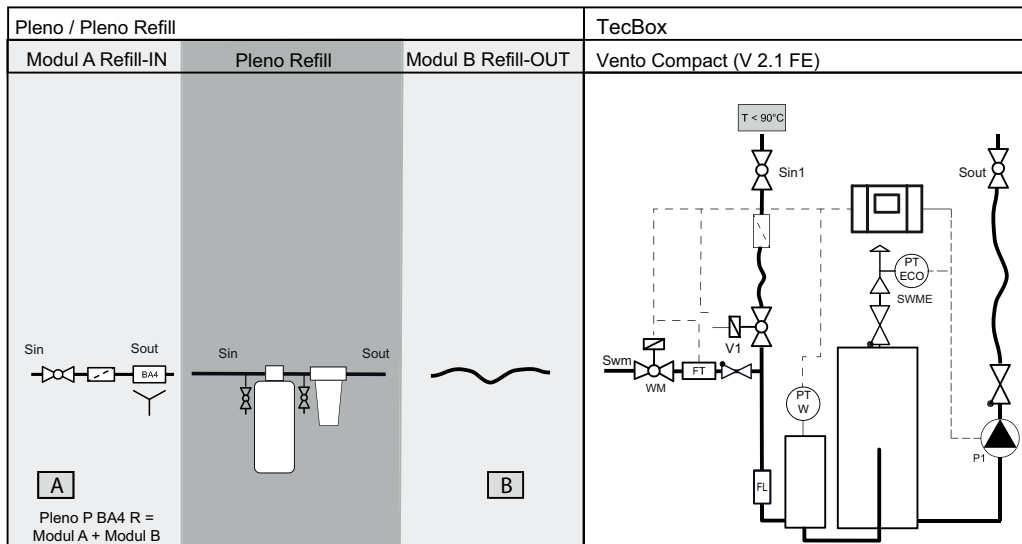 Pleno / Pleno Refill
TecBox
Modul A Refill-IN
Pleno Refill
Modul B Refill-OUT
Vento Compact (V 2.1 FE)
T < 90°C
Sin1
Sout
PT
ECO
SWME
V1
Swm
WM
FT
PT
W
P1
FL
Sin
Sout
BA4
Sin
Sout
A
B
Pleno P BA4 R =
Modul A + Modul B